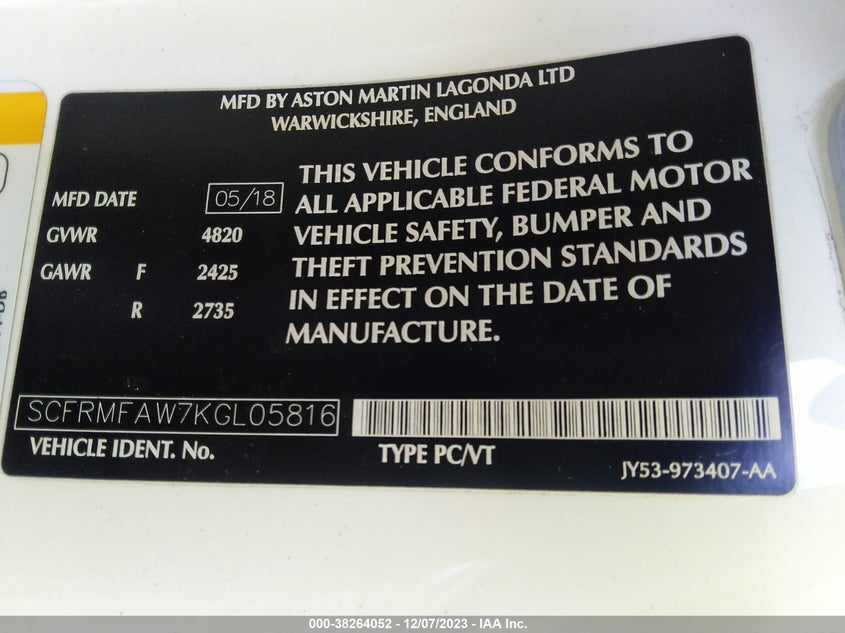 MFD BY ASTON MARTIN LAGONDA LTD
WARWICKSHIRE, ENGLAND
MFD DATE 05/18
GVWR 4820
GAWR F 2425
R 2735
THIS VEHICLE CONFORMS TO
ALL APPLICABLE FEDERAL MOTOR
VEHICLE SAFETY, BUMPER AND
THEFT PREVENTION STANDARDS
IN EFFECT ON THE DATE OF
MANUFACTURE.
SCFRMFAW7KGL05816
VEHICLE IDENT. No.
TYPE PC/VT
JY53-973407-AA
000-38264052 - 12/07/2023 - IAA Inc.